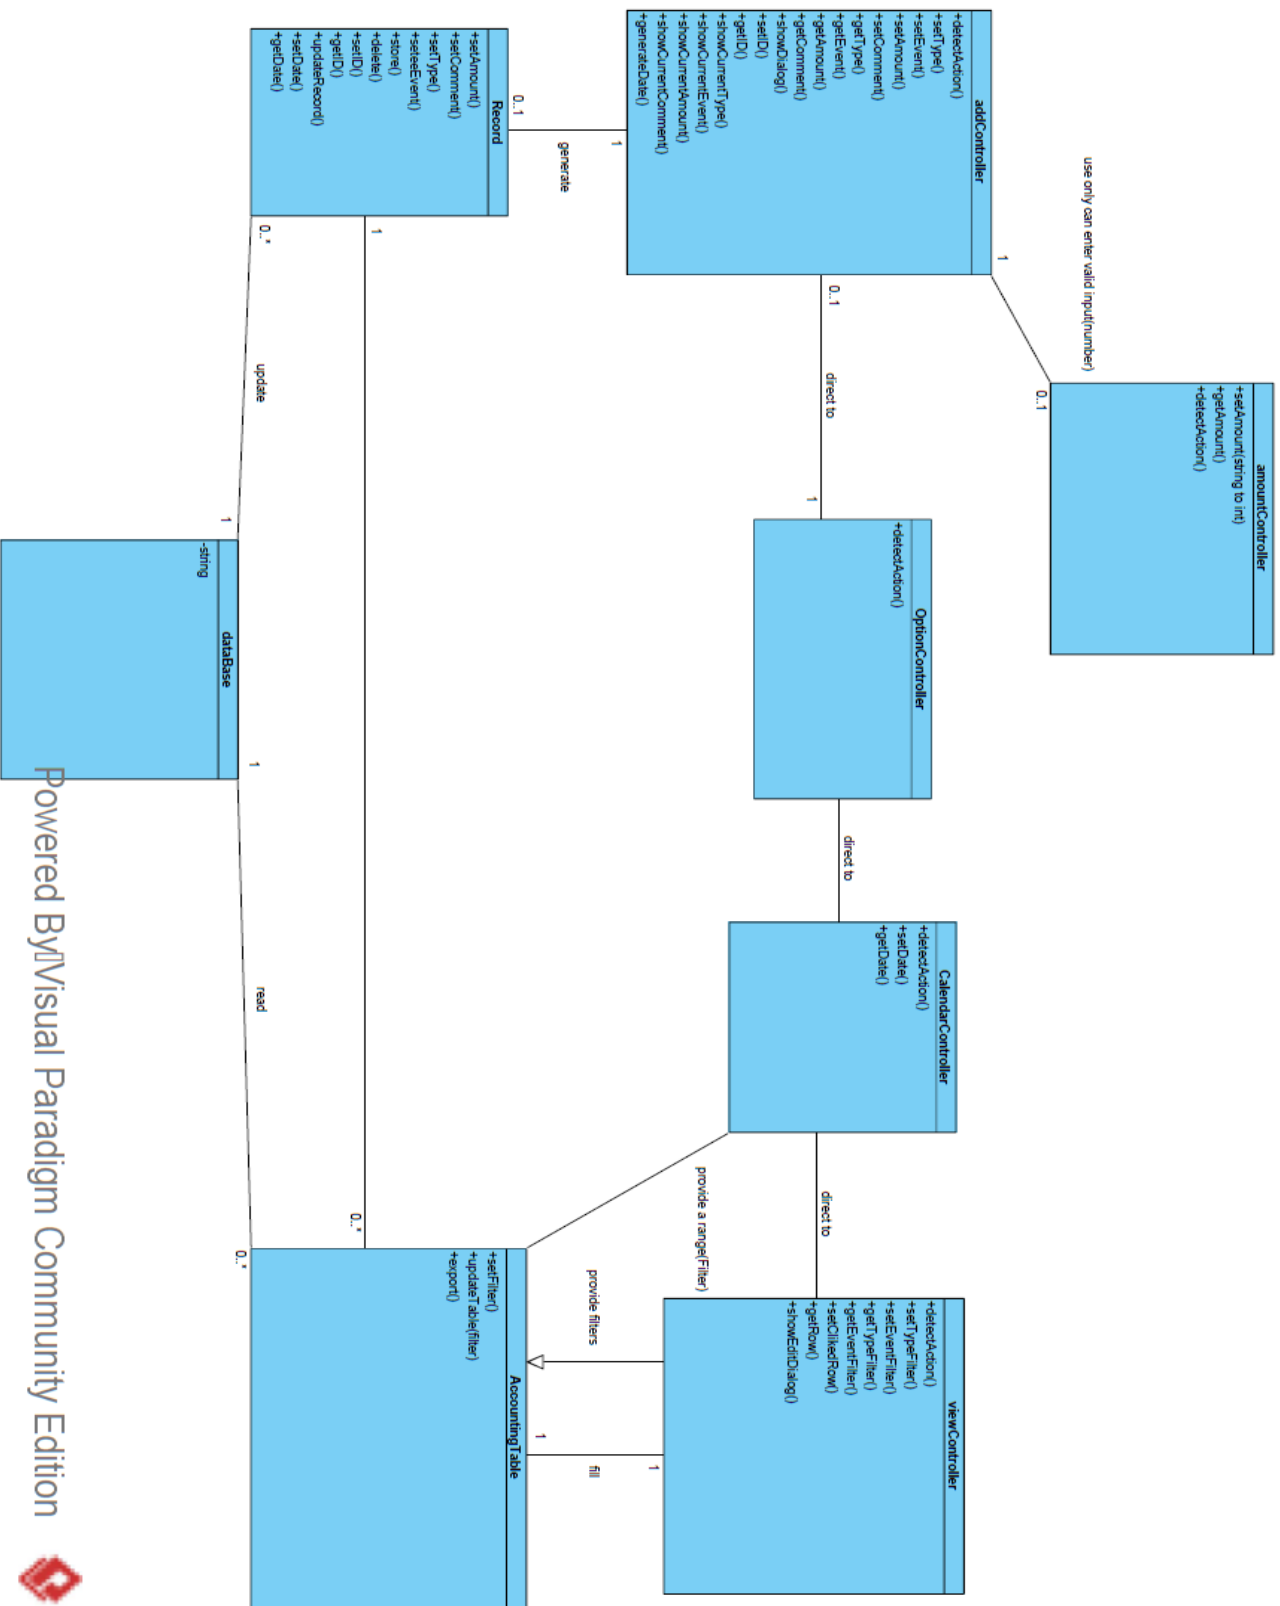 amountController
+setAmount(string to int)
+getAmount()
+detectAction()
use only can enter valid input(number)
1
0..1
addController
+detectAction()
+setType()
+setEvent()
+setAmount()
+setComment()
+getType()
+getEvent()
+getAmount()
+getComment()
+showDialog()
+setID()
+getID()
+showCurrentType()
+showCurrentEvent()
+showCurrentAmount()
+showCurrentComment()
+generateDate()
0..1
direct to
1
OptionController
+detectAction()
direct to
CalendarController
+detectAction()
+setDate()
+getDate()
direct to
viewController
+detectAction()
+setTypeFilter()
+setEventFilter()
+getTypeFilter()
+getEventFilter()
+setClikedRow()
+getRow()
+showEditDialog()
provide a range(Filter)
1
generate
0..1
provide filters
1
fill
1
Record
+setAmount()
+setComment()
+setType()
+seteeEvent()
+store()
+delete()
+setID()
+getID()
+updateRecord()
+setDate()
+getDate()
AccountingTable
+setFilter()
+updateTable(filter)
+export()
1
0..*
0..*
update
1
dataBase
-string
1
read
0..*
Powered By Visual Paradigm Community Edition